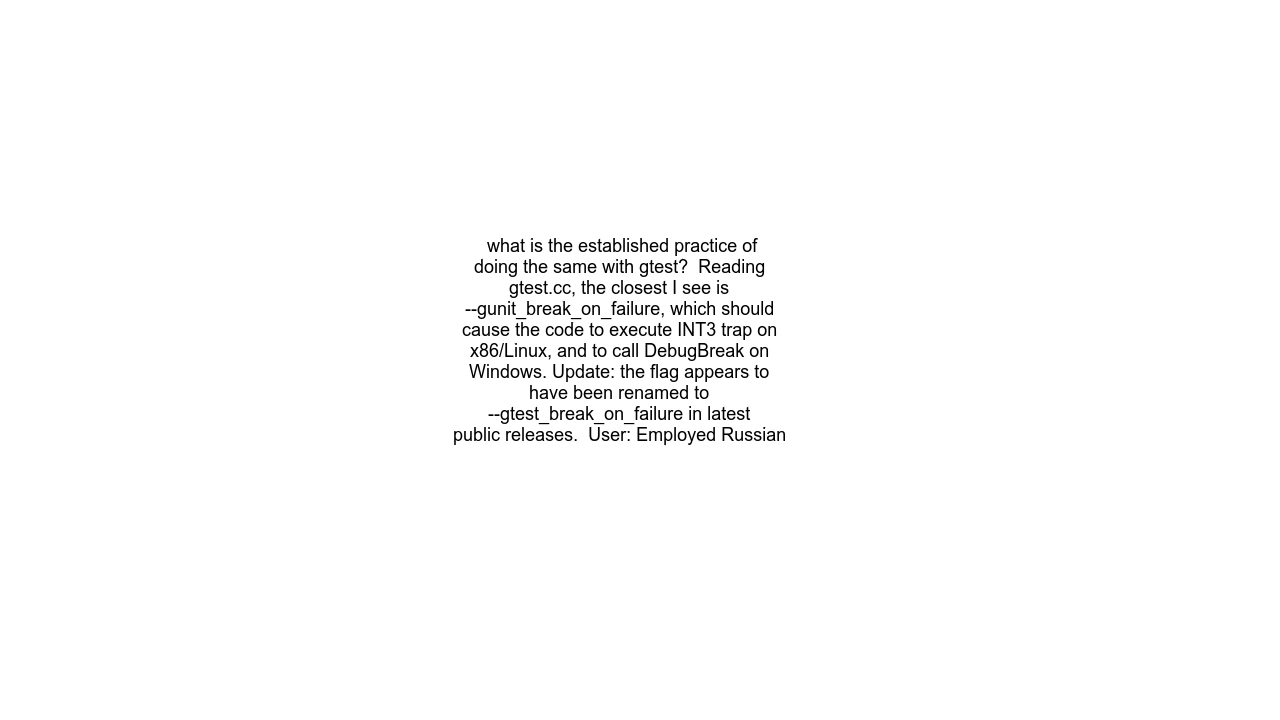 what is the established practice of
doing the same with gtest?  Reading
gtest.cc, the closest I see is
--gunit_break_on_failure, which should
cause the code to execute INT3 trap on
x86/Linux, and to call DebugBreak on
Windows. Update: the flag appears to
have been renamed to
--gtest_break_on_failure in latest
public releases.  User: Employed Russian